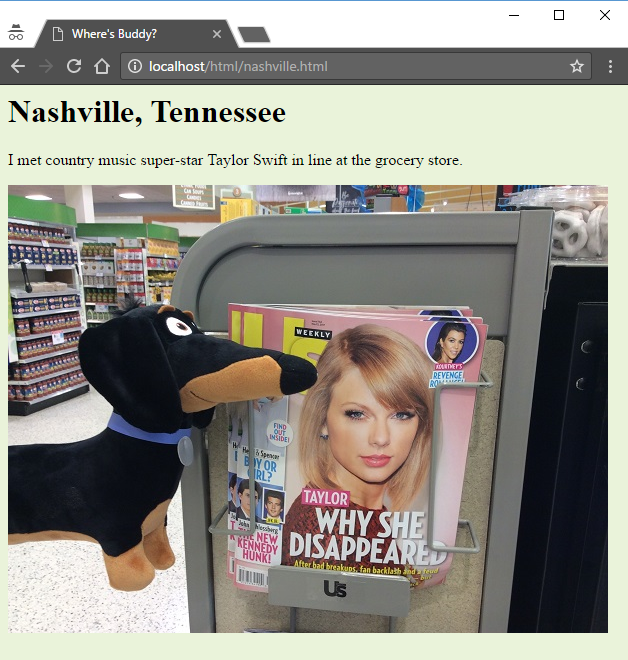 Where's Buddy?
localhost/html/nashville.html
Nashville, Tennessee
I met country music super-star Taylor Swift in line at the grocery store.
WEEKLY
KOURTNEY'S
REVENGE
FIND
OUT
INSIDE!
BOY OR
GIRL?
THE NEW
KENNEDY
HUNK!
TAYLOR
WHY SHE
DISAPPEARED
After bad breakups, fan backlash and a feud
Us